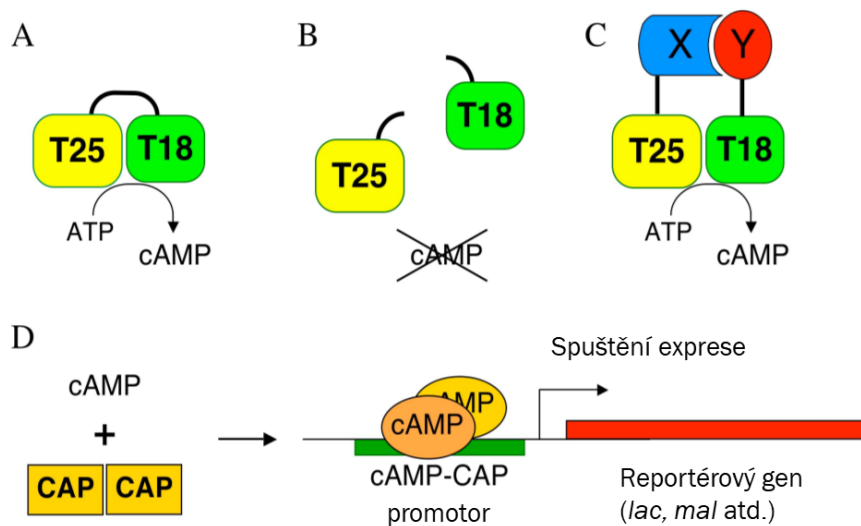 A
T25 T18
ATP
cAMP
B
T18
T25
cAMP
C
X Y
T25 T18
ATP
cAMP
D
cAMP
+
CAP CAP
AMP
cAMP
cAMP-CAP
promotor
Spuštění exprese
Reportérový gen
(lac, mal atd.)